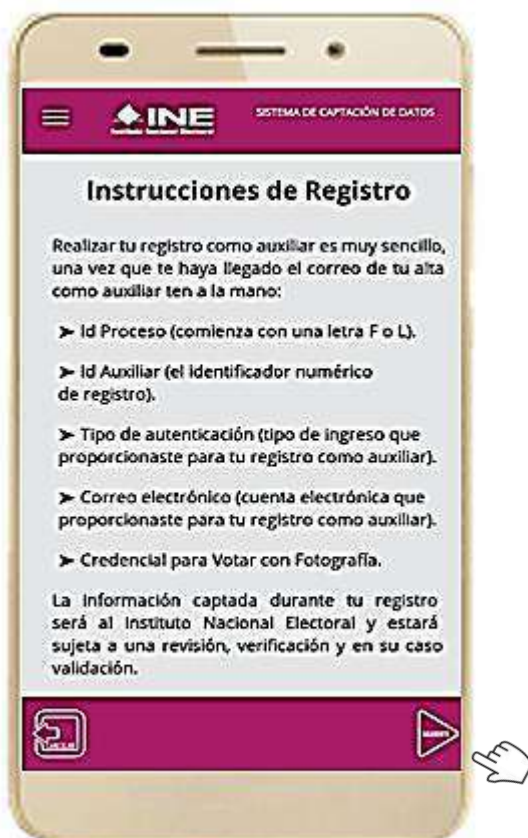 INE
Instituto Nacional Electoral
SISTEMA DE CAPTACIÓN DE DATOS
Instrucciones de Registro
Realizar tu registro como auxiliar es muy sencillo,
una vez que te haya llegado el correo de tu alta
como auxiliar ten a la mano:
➤ Id Proceso (comienza con una letra F o L).
➤ Id Auxiliar (el identificador numérico
de registro).
➤ Tipo de autenticación (tipo de ingreso que
proporcionaste para tu registro como auxiliar).
➤ Correo electrónico (cuenta electrónica que
proporcionaste para tu registro como auxiliar).
➤ Credencial para Votar con Fotografía.
La información captada durante tu registro
será al Instituto Nacional Electoral y estará
sujeta a una revisión, verificación y en su caso
validación.